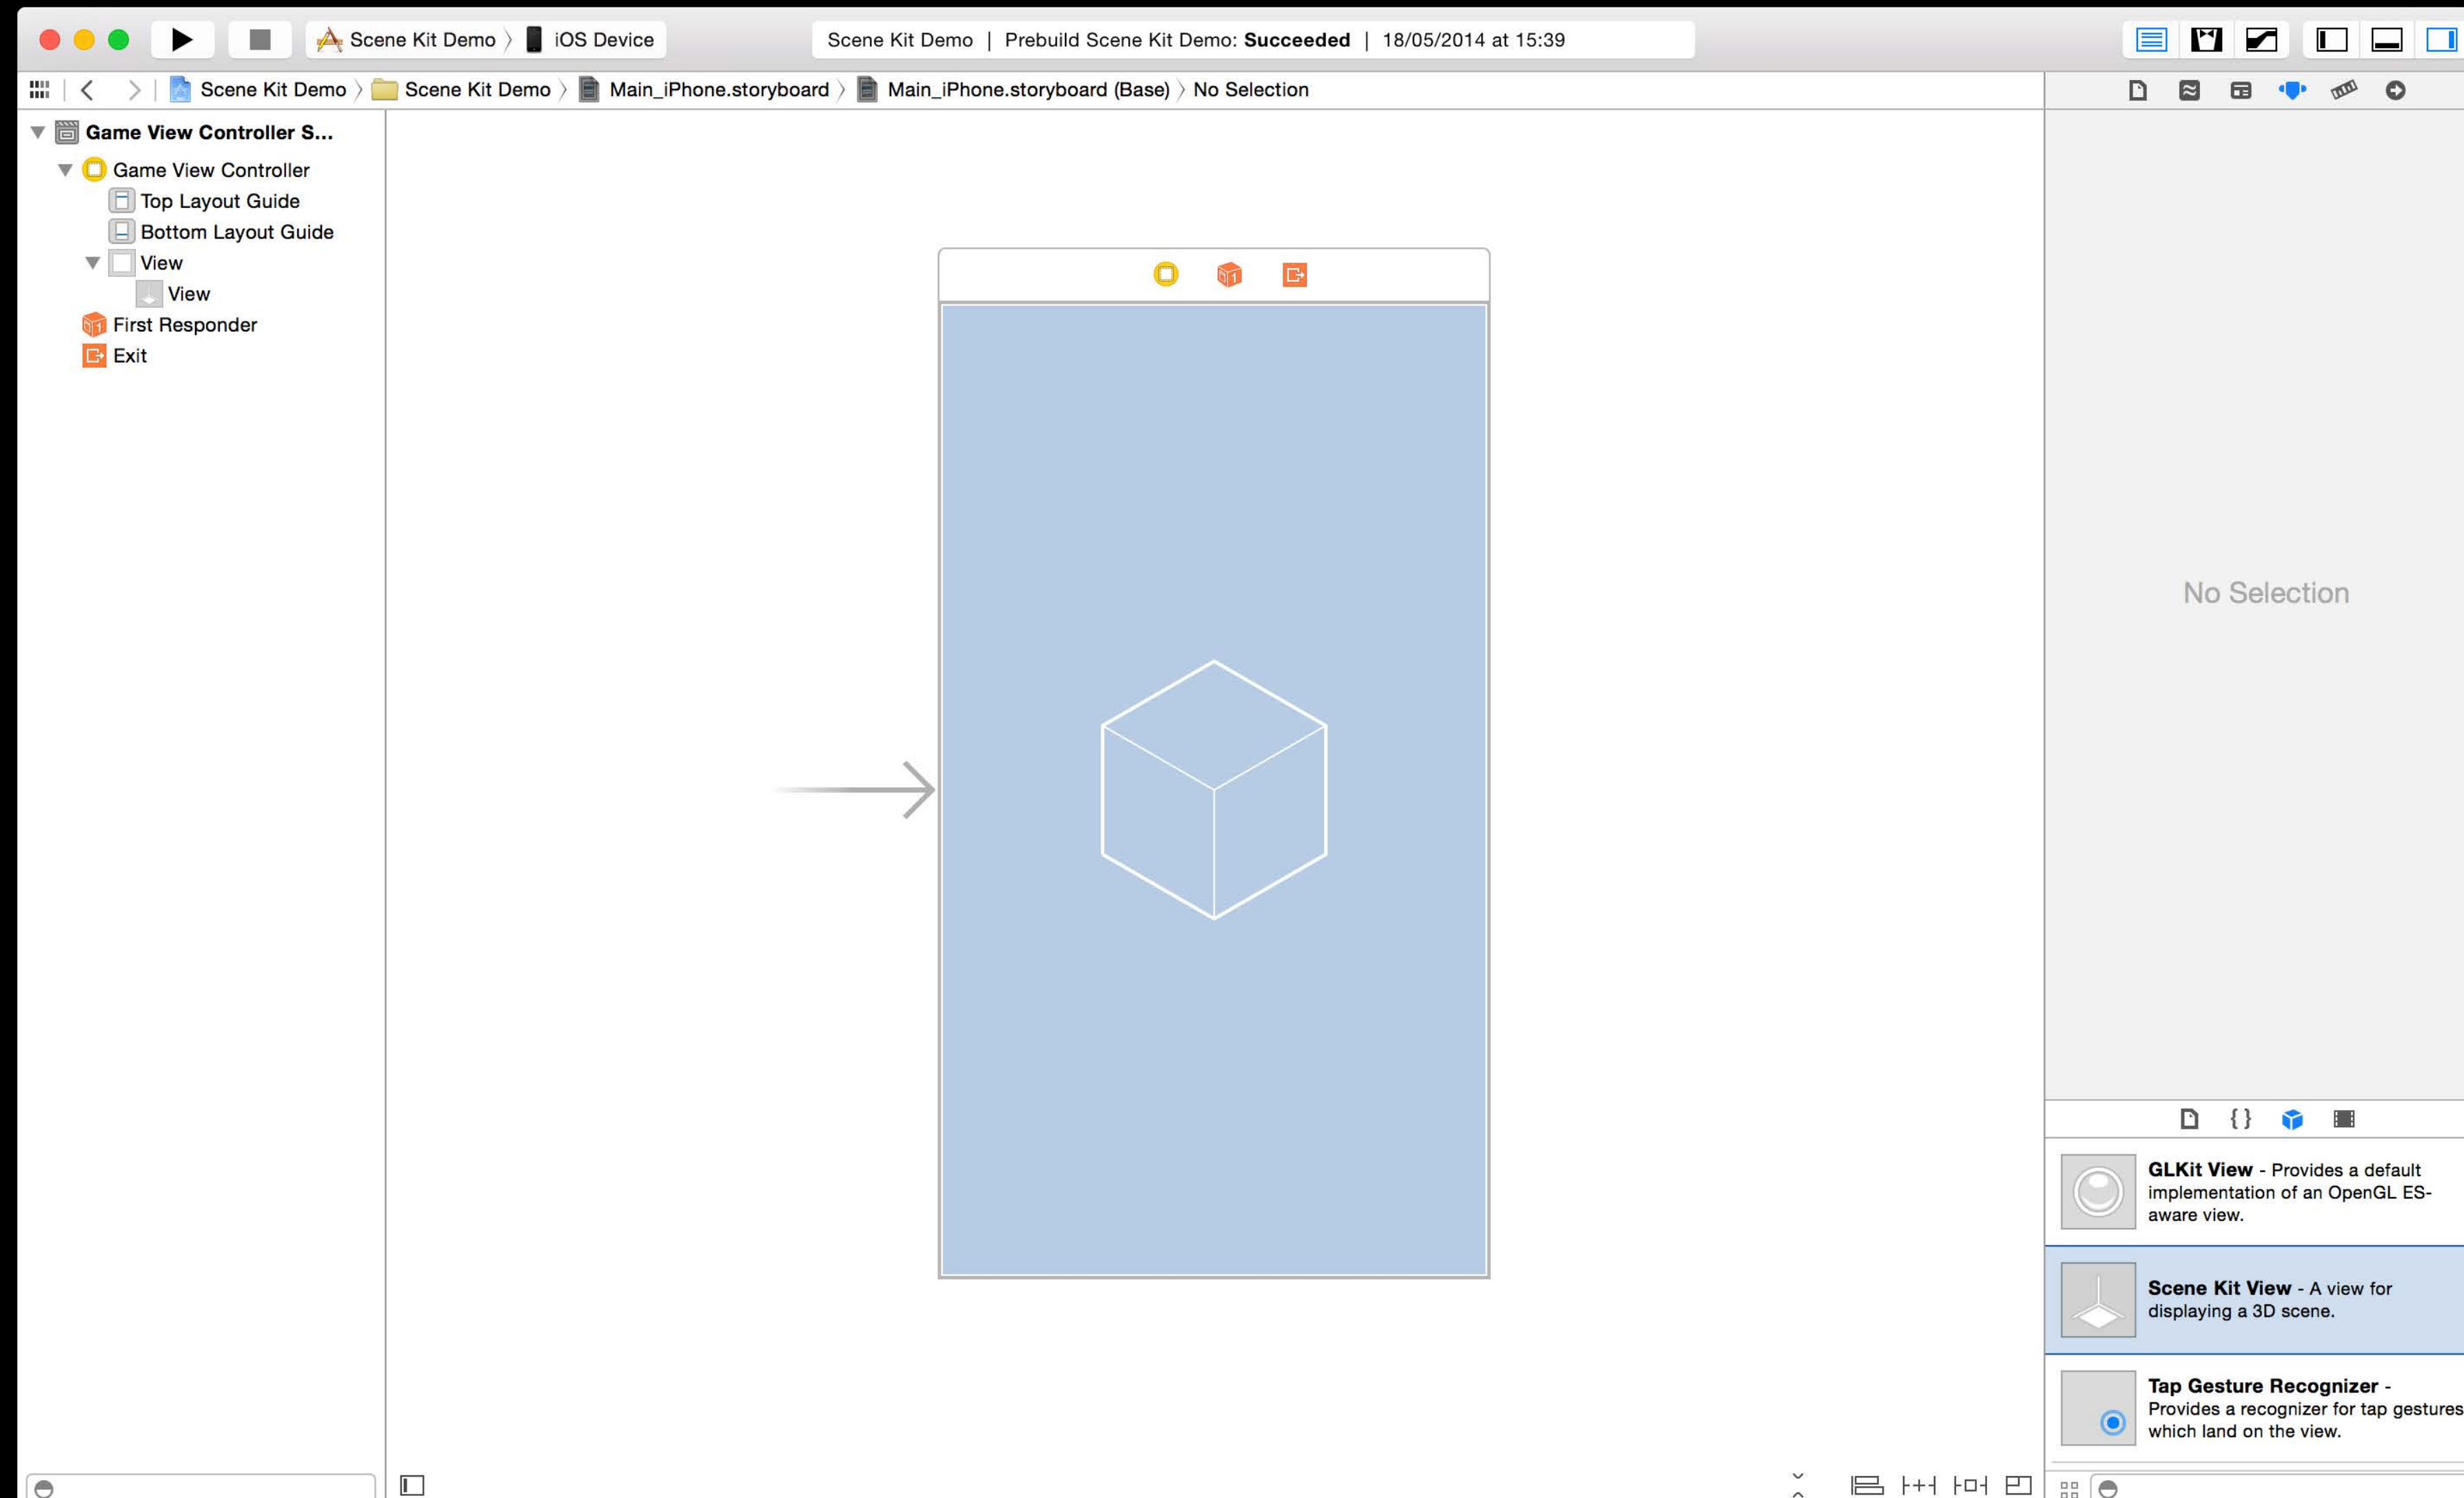 Scene Kit Demo
iOS Device
Scene Kit Demo | Prebuild Scene Kit Demo: Succeeded | 18/05/2014 at 15:39
Scene Kit Demo
Scene Kit Demo
Main_iPhone.storyboard
Main_iPhone.storyboard (Base)
No Selection
Game View Controller S...
Game View Controller
Top Layout Guide
Bottom Layout Guide
View
View
First Responder
Exit
No Selection
GLKit View - Provides a default
implementation of an OpenGL ES-
aware view.
Scene Kit View - A view for
displaying a 3D scene.
Tap Gesture Recognizer -
Provides a recognizer for tap gestures
which land on the view.